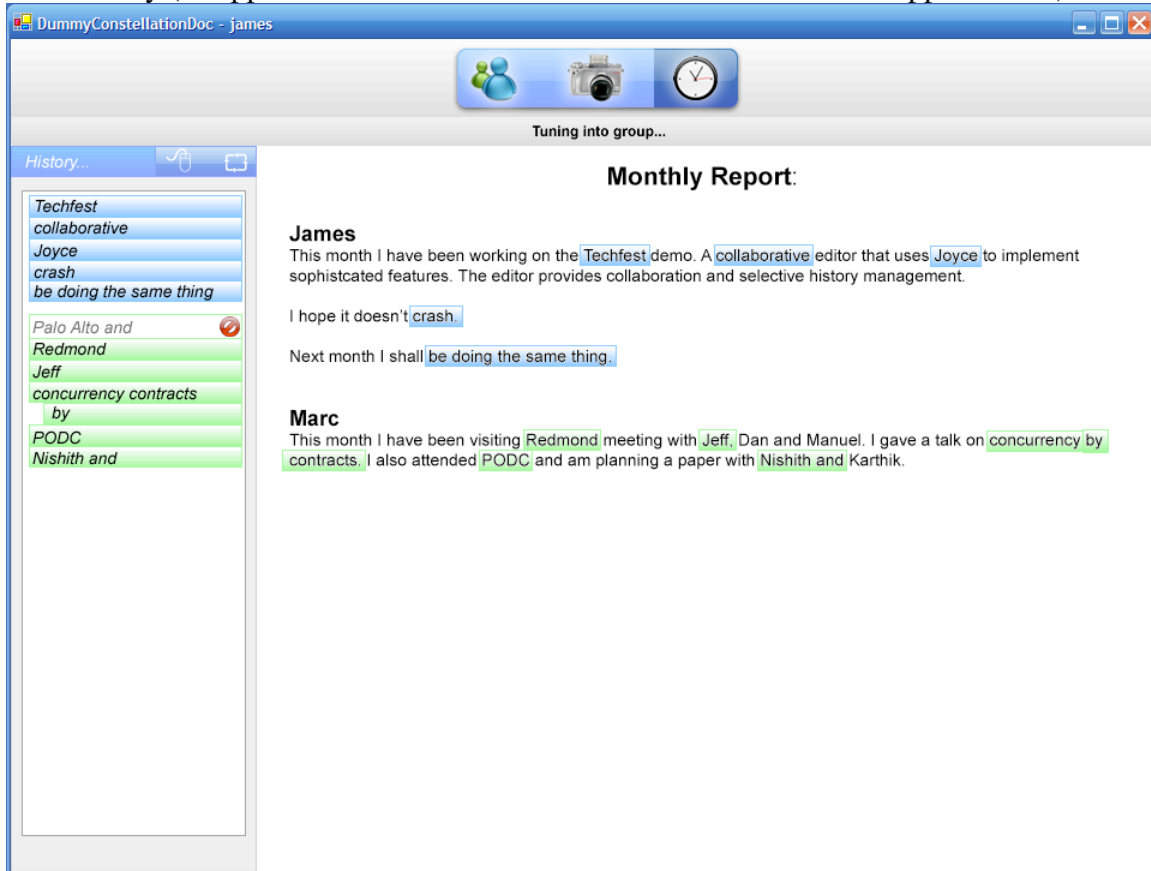 DummyConstellationDoc - james
Tuning into group...
History...
Techfest
collaborative
Joyce
crash
be doing the same thing
Palo Alto and
Redmond
Jeff
concurrency contracts
by
PODC
Nishith and
Monthly Report:
James
This month I have been working on the Techfest demo. A collaborative editor that uses Joyce to implement
sophistcated features. The editor provides collaboration and selective history management.
I hope it doesn't crash.
Next month I shall be doing the same thing.
Marc
This month I have been visiting Redmond meeting with Jeff, Dan and Manuel. I gave a talk on concurrency by
contracts. I also attended PODC and am planning a paper with Nishith and Karthik.